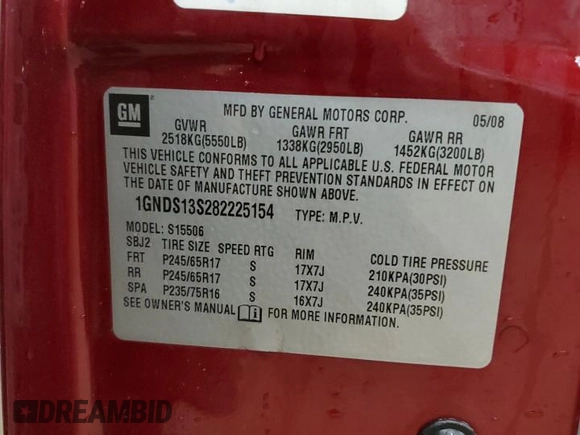 GM
MFD BY GENERAL MOTORS CORP. 05/08
GVWR GAWR FRT GAWR RR
2518KG(5550LB) 1338KG(2950LB) 1452KG(3200LB)
THIS VEHICLE CONFORMS TO ALL APPLICABLE U.S. FEDERAL MOTOR
VEHICLE SAFETY AND THEFT PREVENTION STANDARDS IN EFFECT ON
THE DATE OF MANUFACTURE SHOWN ABOVE.
1GNDS13S282225154 TYPE: M.P.V.
MODEL: S15506
SBJ2 TIRE SIZE SPEED RTG RIM COLD TIRE PRESSURE
FRT P245/65R17 S 17X7J 210KPA(30PSI)
RR P245/65R17 S 17X7J 240KPA(35PSI)
SPA P235/75R16 S 16X7J 240KPA(35PSI)
SEE OWNER'S MANUAL FOR MORE INFORMATION.
DREAMBID